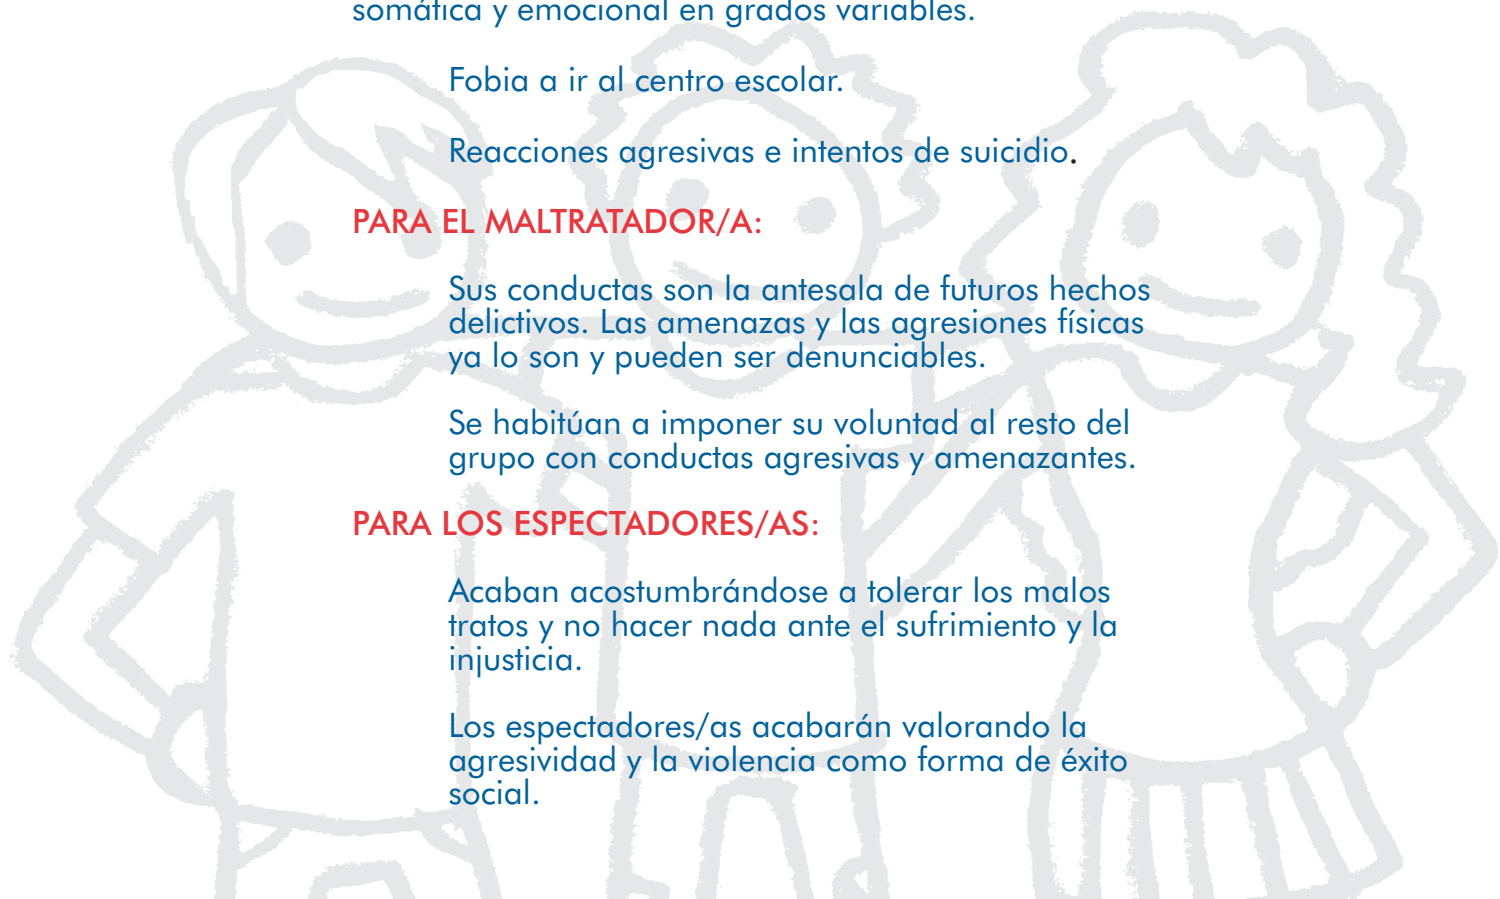 somática y emocional en grados variables.
Fobia a ir al centro escolar.
Reacciones agresivas e intentos de suicidio.
PARA EL MALTRATADOR/A:
Sus conductas son la antesala de futuros hechos
delictivos. Las amenazas y las agresiones físicas
ya lo son y pueden ser denunciables.
Se habitúan a imponer su voluntad al resto del
grupo con conductas agresivas y amenazantes.
PARA LOS ESPECTADORES/AS:
Acaban acostumbrándose a tolerar los malos
tratos y no hacer nada ante el sufrimiento y la
injusticia.
Los espectadores/as acabarán valorando la
agresividad y la violencia como forma de éxito
social.